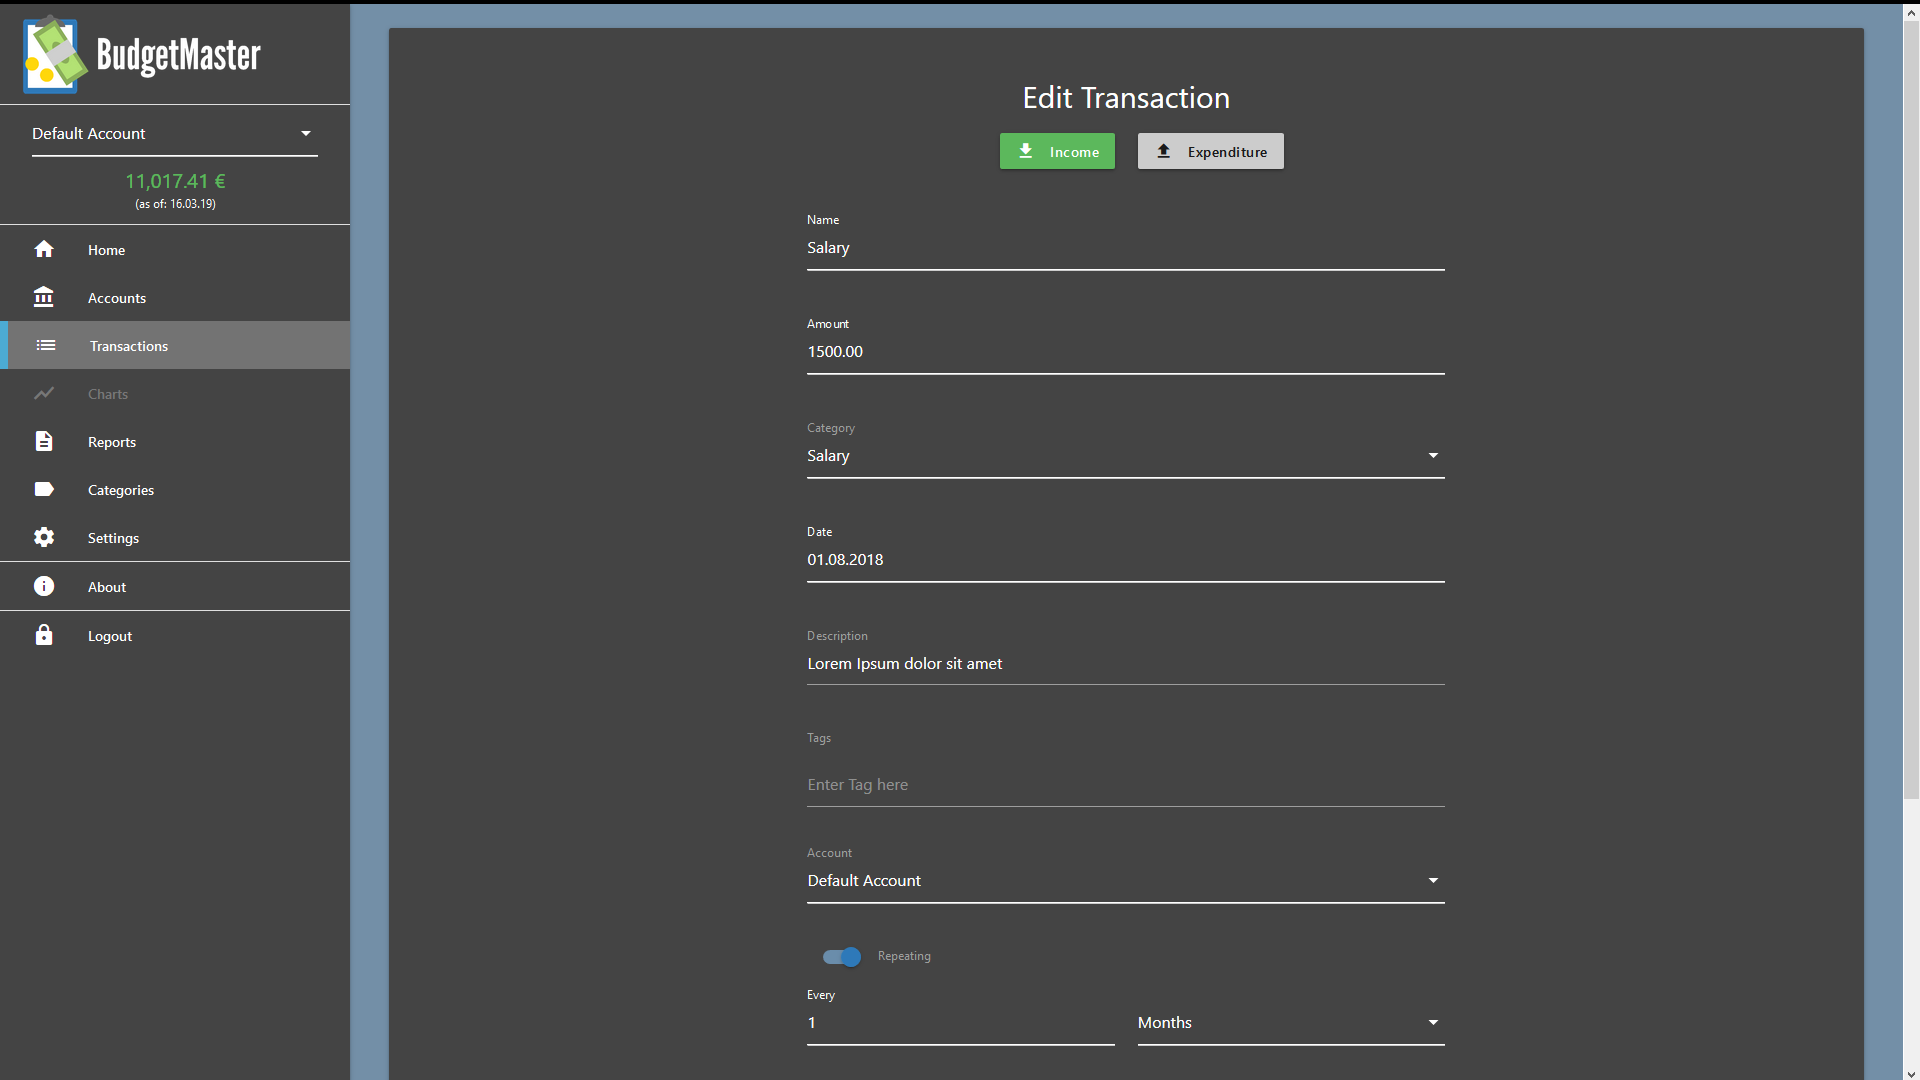 BudgetMaster
Default Account
11,017.41 €
(as of: 16.03.19)
Home
Accounts
Transactions
Charts
Reports
Categories
Settings
About
Logout
Edit Transaction
Income Expenditure
Name
Salary
Amount
1500.00
Category
Salary
Date
01.08.2018
Description
Lorem Ipsum dolor sit amet
Tags
Enter Tag here
Account
Default Account
Repeating
Every
1 Months